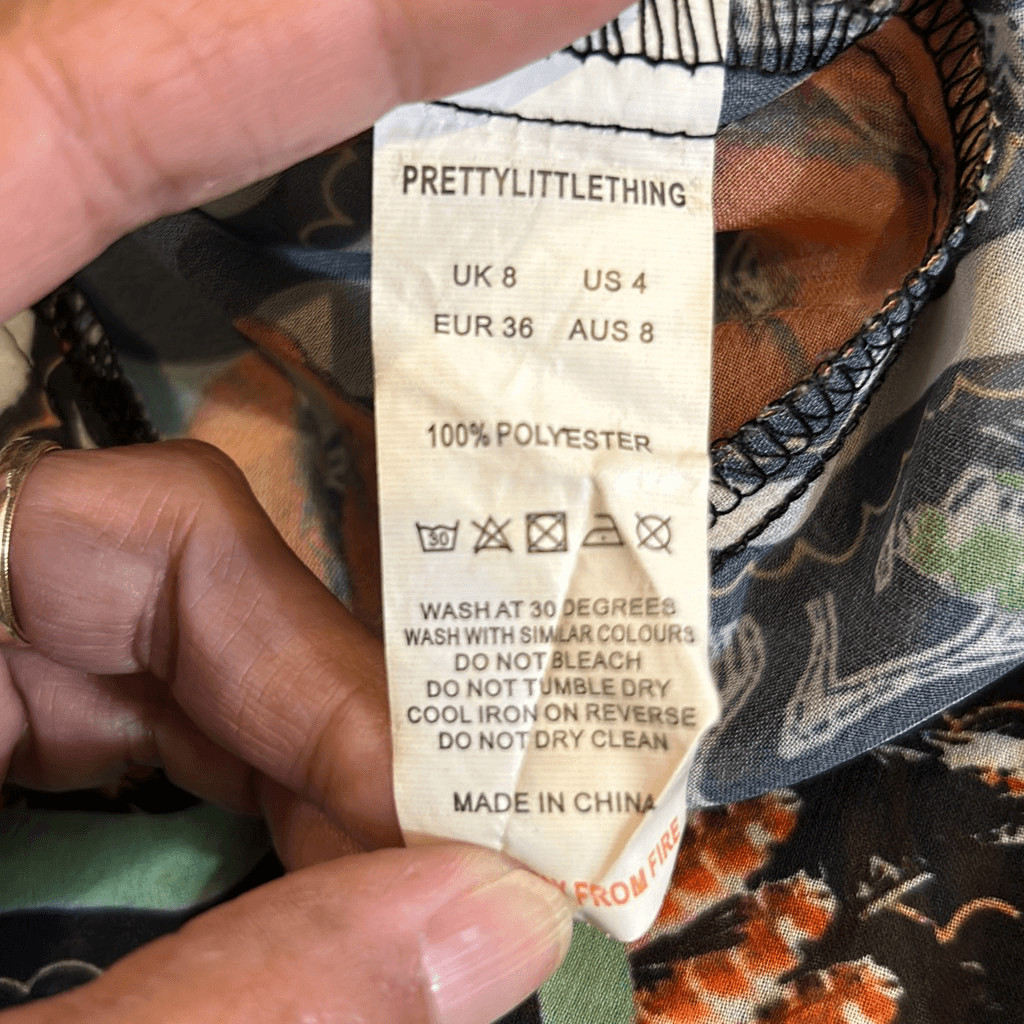 PRETTYLITTLETHING
UK 8 US 4
EUR 36 AUS 8
100% POLYESTER
30
WASH AT 30 DEGREES
WASH WITH SIMILAR COLOURS
DO NOT BLEACH
DO NOT TUMBLE DRY
COOL IRON ON REVERSE
DO NOT DRY CLEAN
MADE IN CHINA
FROM FIRE